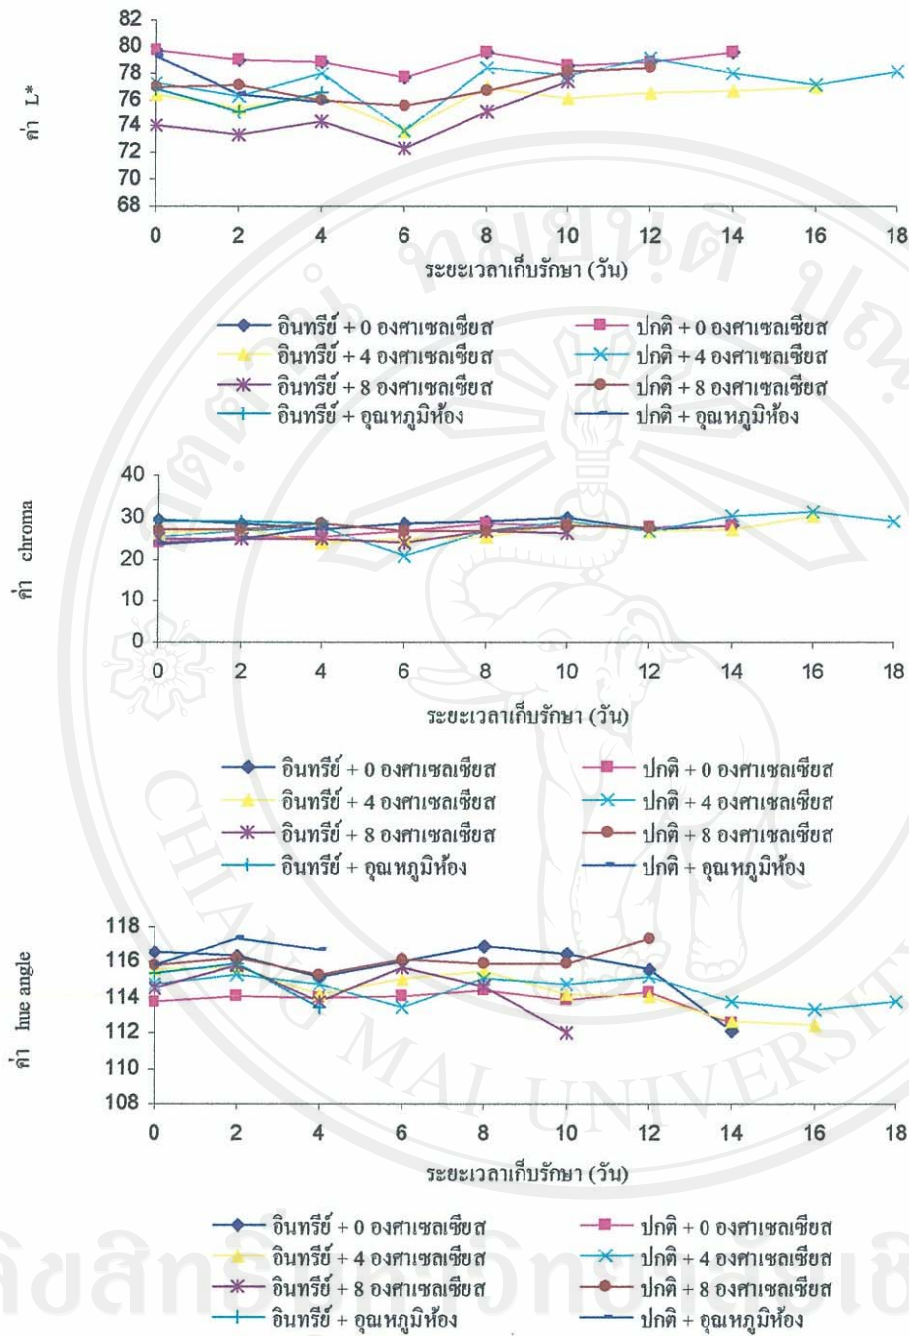 82
80
78
76
74
72
70
68
ค่า L*
0 2 4 6 8 10 12 14 16 18
ระยะเวลาเก็บรักษา (วัน)
อินทรีย์ + 0 องศาเซลเซียส ปกติ + 0 องศาเซลเซียส
อินทรีย์ + 4 องศาเซลเซียส ปกติ + 4 องศาเซลเซียส
อินทรีย์ + 8 องศาเซลเซียส ปกติ + 8 องศาเซลเซียส
อินทรีย์ + อุณหภูมิห้อง ปกติ + อุณหภูมิห้อง
40
30
20
10
0
ค่า chroma
0 2 4 6 8 10 12 14 16 18
ระยะเวลาเก็บรักษา (วัน)
อินทรีย์ + 0 องศาเซลเซียส ปกติ + 0 องศาเซลเซียส
อินทรีย์ + 4 องศาเซลเซียส ปกติ + 4 องศาเซลเซียส
อินทรีย์ + 8 องศาเซลเซียส ปกติ + 8 องศาเซลเซียส
อินทรีย์ + อุณหภูมิห้อง ปกติ + อุณหภูมิห้อง
118
116
114
112
110
108
ค่า hue angle
0 2 4 6 8 10 12 14 16 18
ระยะเวลาเก็บรักษา (วัน)
อินทรีย์ + 0 องศาเซลเซียส ปกติ + 0 องศาเซลเซียส
อินทรีย์ + 4 องศาเซลเซียส ปกติ + 4 องศาเซลเซียส
อินทรีย์ + 8 องศาเซลเซียส ปกติ + 8 องศาเซลเซียส
อินทรีย์ + อุณหภูมิห้อง ปกติ + อุณหภูมิห้อง
CHIANG MAI UNIVERSITY